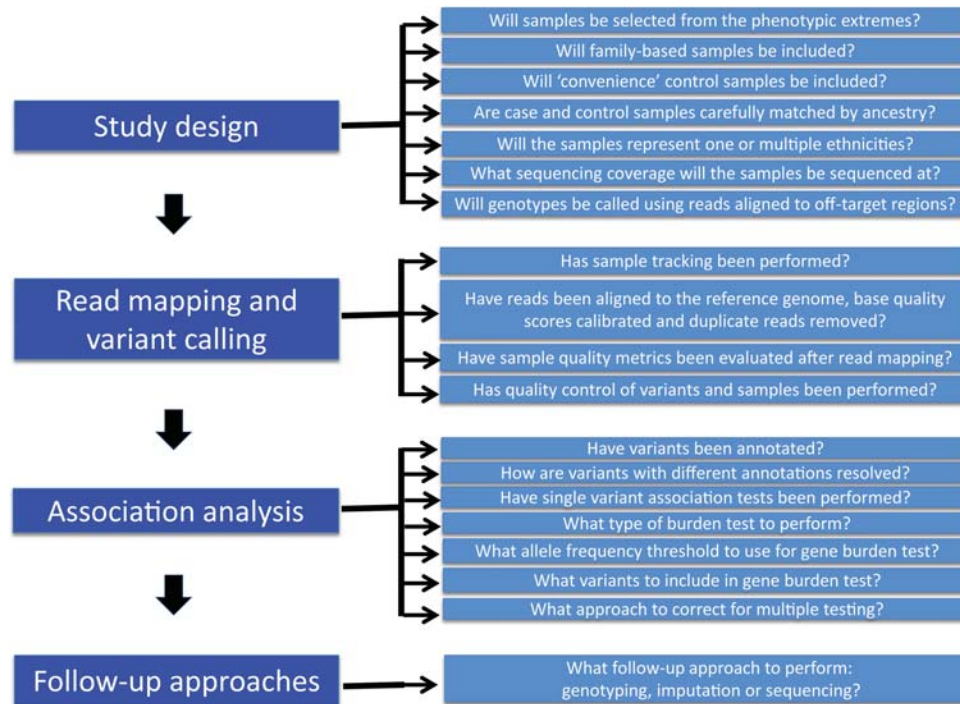 Study design
Will samples be selected from the phenotypic extremes?
Will family-based samples be included?
Will ‘convenience’ control samples be included?
Are case and control samples carefully matched by ancestry?
Will the samples represent one or multiple ethnicities?
What sequencing coverage will the samples be sequenced at?
Will genotypes be called using reads aligned to off-target regions?
Read mapping and
variant calling
Has sample tracking been performed?
Have reads been aligned to the reference genome, base quality
scores calibrated and duplicate reads removed?
Have sample quality metrics been evaluated after read mapping?
Has quality control of variants and samples been performed?
Association analysis
Have variants been annotated?
How are variants with different annotations resolved?
Have single variant association tests been performed?
What type of burden test to perform?
What allele frequency threshold to use for gene burden test?
What variants to include in gene burden test?
What approach to correct for multiple testing?
Follow-up approaches
What follow-up approach to perform:
genotyping, imputation or sequencing?